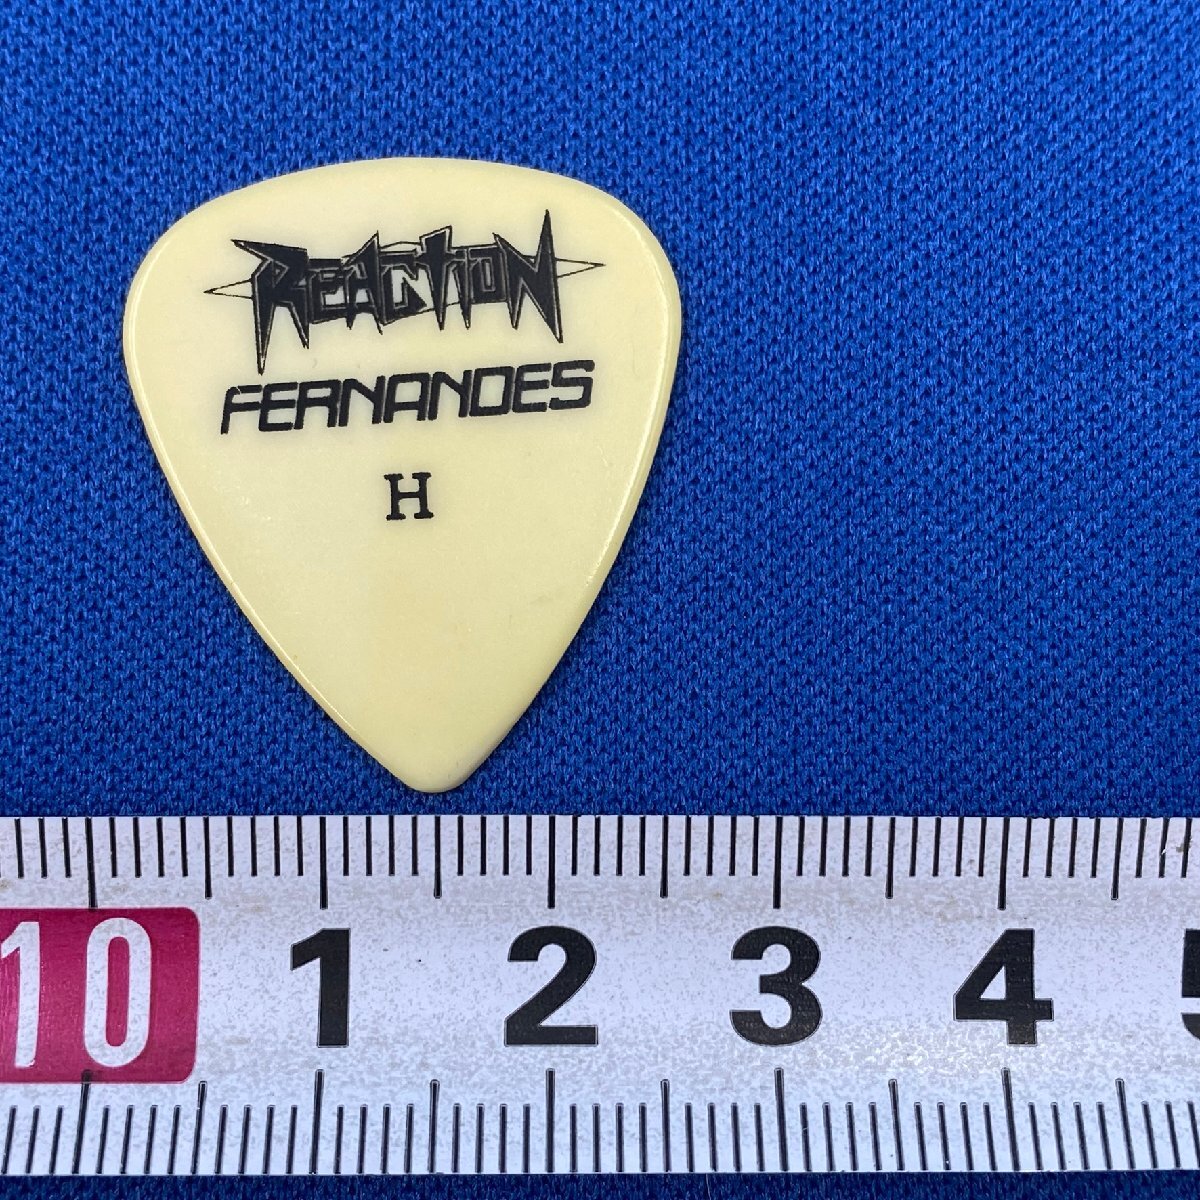 REACTION
FERNANDES
H
10 1 2 3 4 5